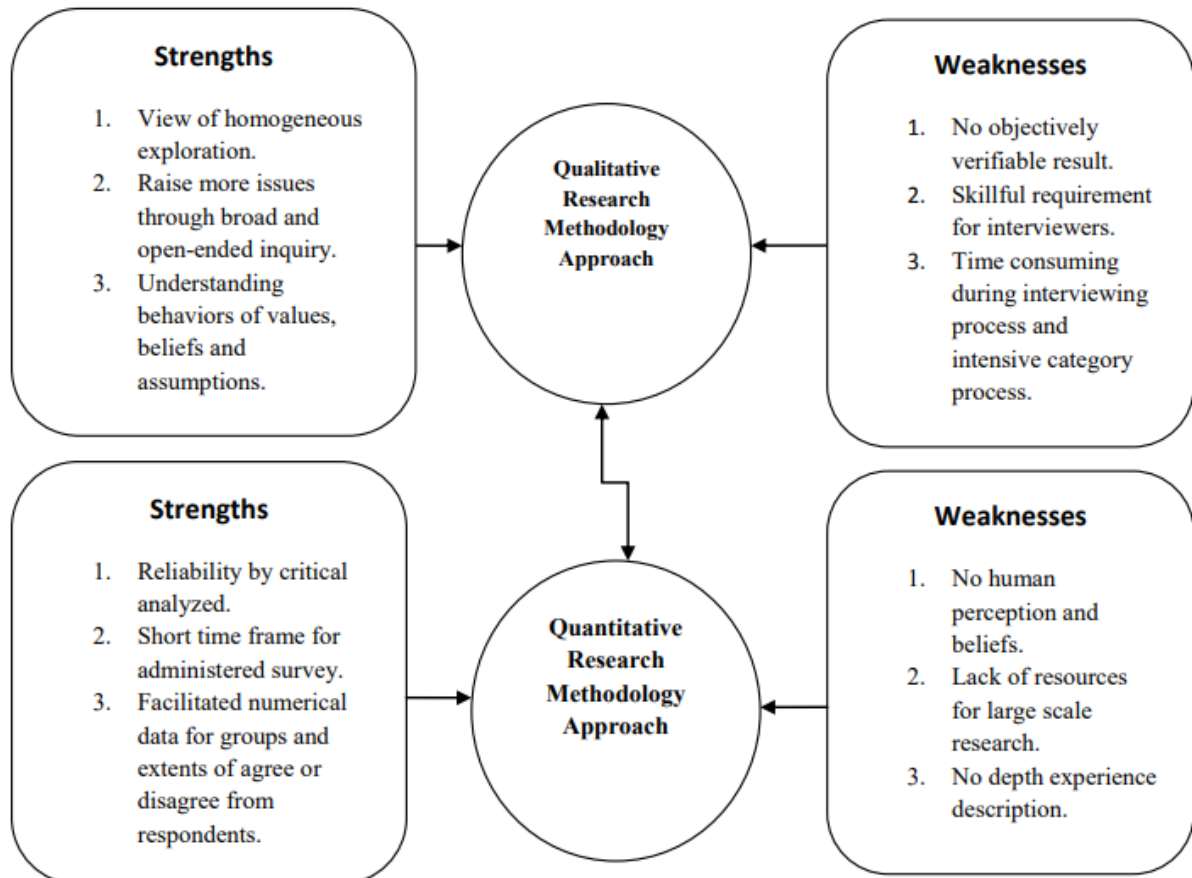 Strengths
1. View of homogeneous
exploration.
2. Raise more issues
through broad and
open-ended inquiry.
3. Understanding
behaviors of values,
beliefs and
assumptions.
Qualitative
Research
Methodology
Approach
Weaknesses
1. No objectively
verifiable result.
2. Skillful requirement
for interviewers.
3. Time consuming
during interviewing
process and
intensive category
process.
Strengths
1. Reliability by critical
analyzed.
2. Short time frame for
administered survey.
3. Facilitated numerical
data for groups and
extents of agree or
disagree from
respondents.
Quantitative
Research
Methodology
Approach
Weaknesses
1. No human
perception and
beliefs.
2. Lack of resources
for large scale
research.
3. No depth experience
description.